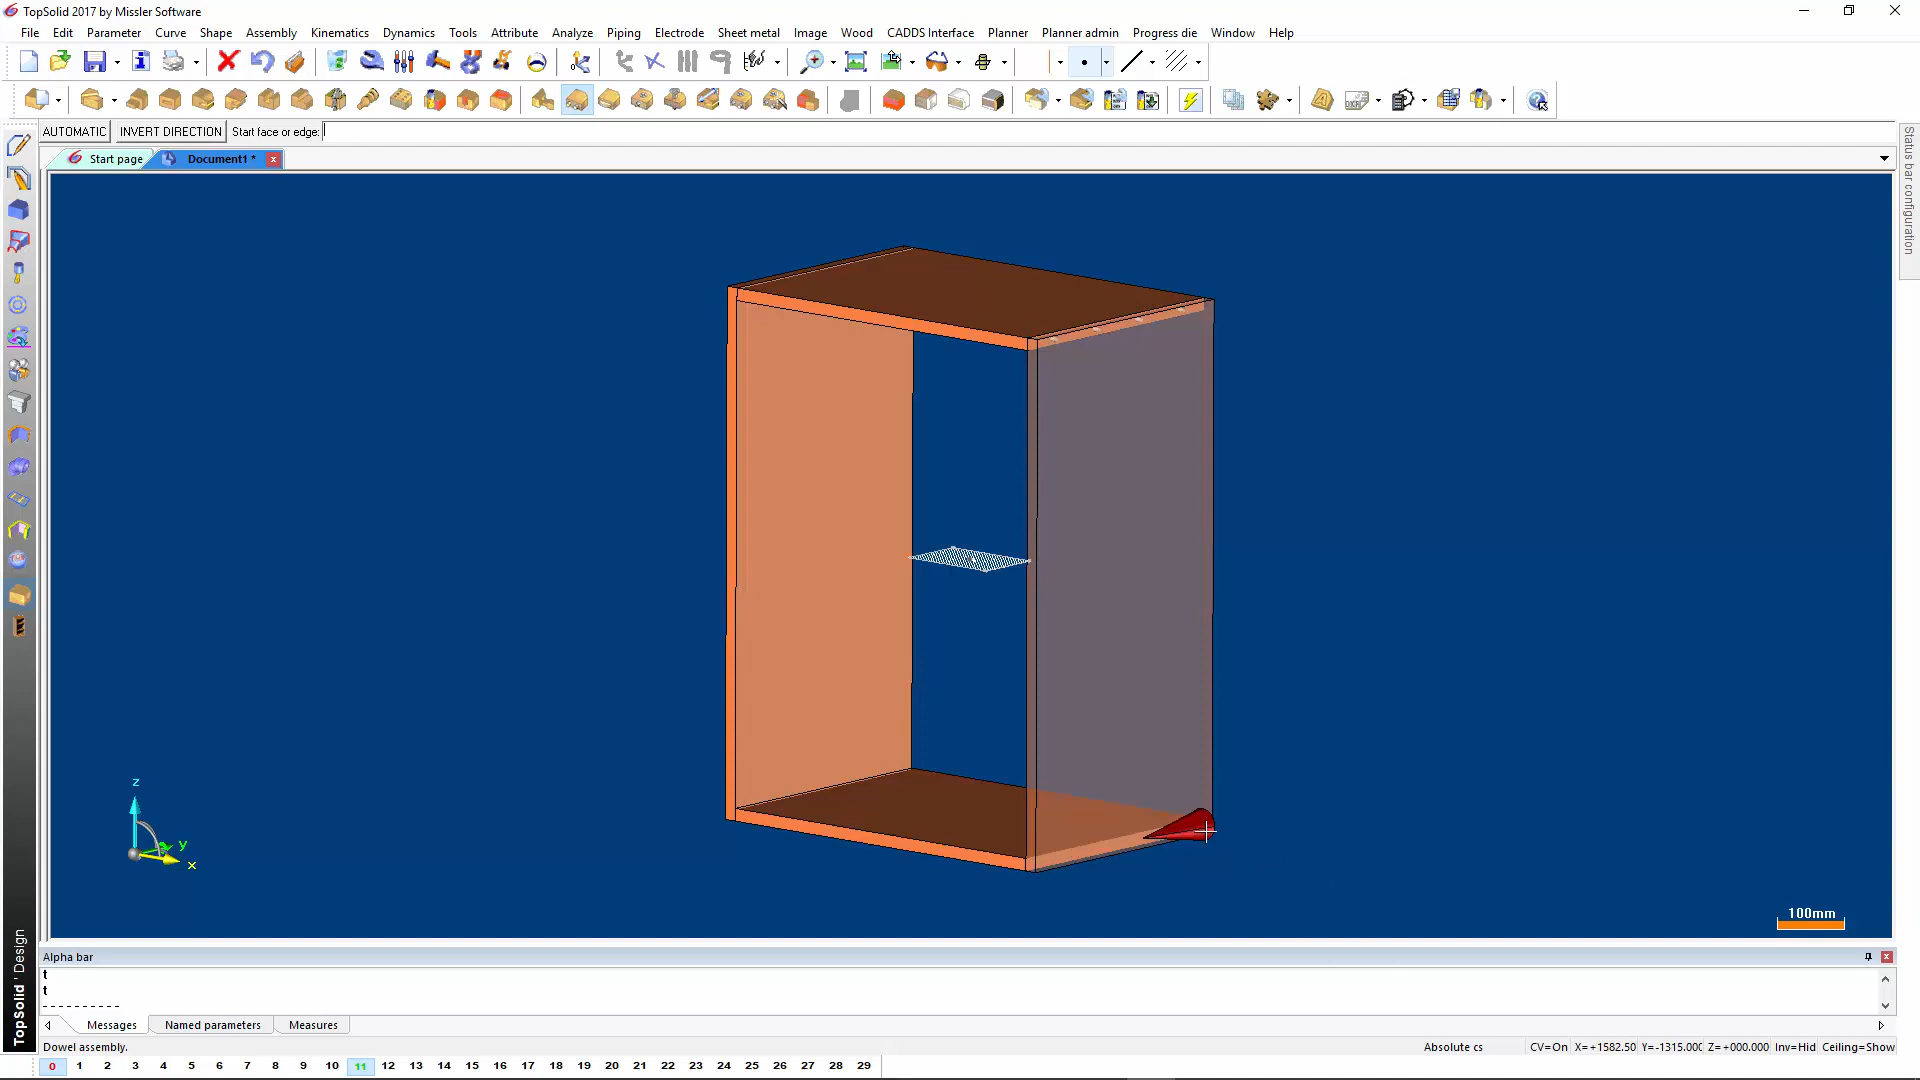 TopSolid 2017 by Missler Software
File Edit Parameter Curve Shape Assembly Kinematics Dynamics Tools Attribute Analyze Piping Electrode Sheet metal Image Wood CADDS Interface Planner Planner admin Progress die Window Help
AUTOMATIC INVERT DIRECTION Start face or edge:
Start page Document1 *
Status bar configuration
z
y
x
100mm
TopSolid 'Design
Alpha bar
t
t
----------
Messages Named parameters Measures
Dowel assembly. Absolute cs CV=On X=+1582.50 Y=-1315.00 Z=+000.000 Inv=Hid Ceiling=Show
0 1 2 3 4 5 6 7 8 9 10 11 12 13 14 15 16 17 18 19 20 21 22 23 24 25 26 27 28 29